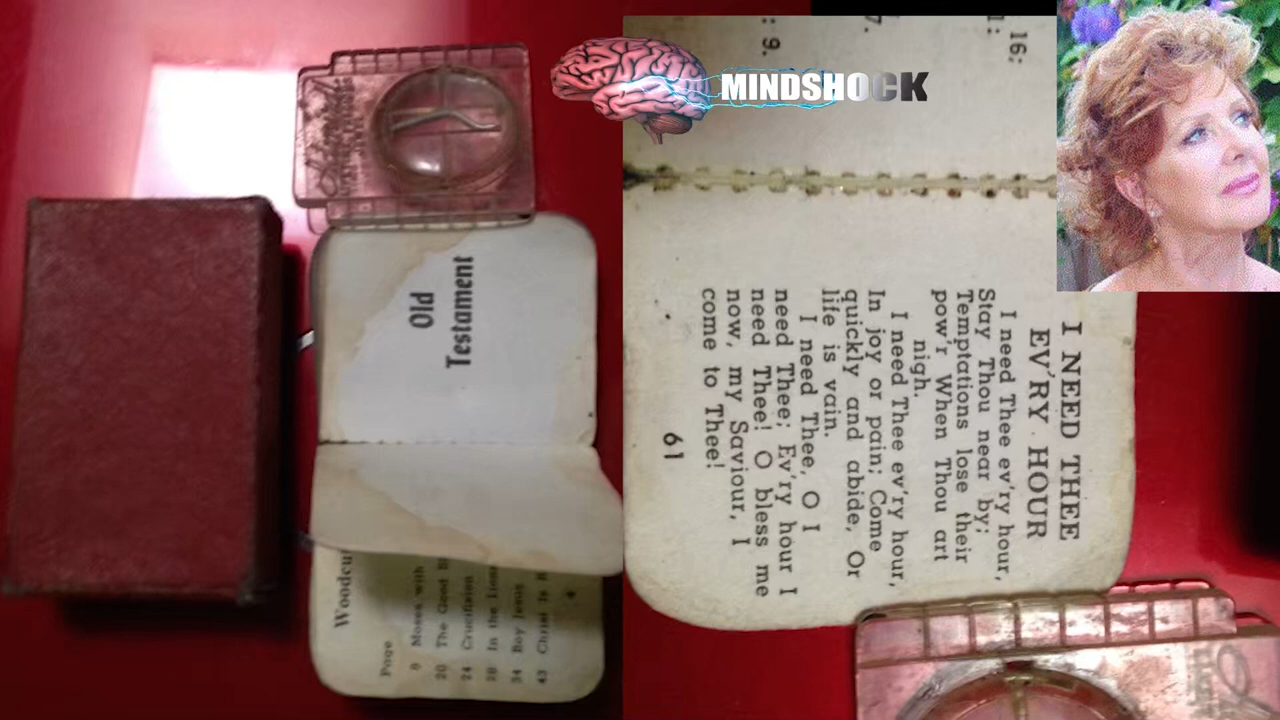 MINDSHOCK
Old
Testament
Page
9 Moses with
20 The Good
24 Crucifixion
28 In the Lions
34 Boy Jesus
43 Christ Is
4
16:
7.
: 9.
I NEED THEE
EV'RY HOUR
I need Thee ev'ry hour,
Stay Thou near by;
Temptations lose their
pow'r When Thou art
nigh.
I need Thee ev'ry hour,
In joy or pain; Come
quickly and abide, Or
life is vain.
I need Thee, O I
need Thee; Ev'ry hour I
need Thee! O bless me
now, my Saviour, I
come to Thee!
61